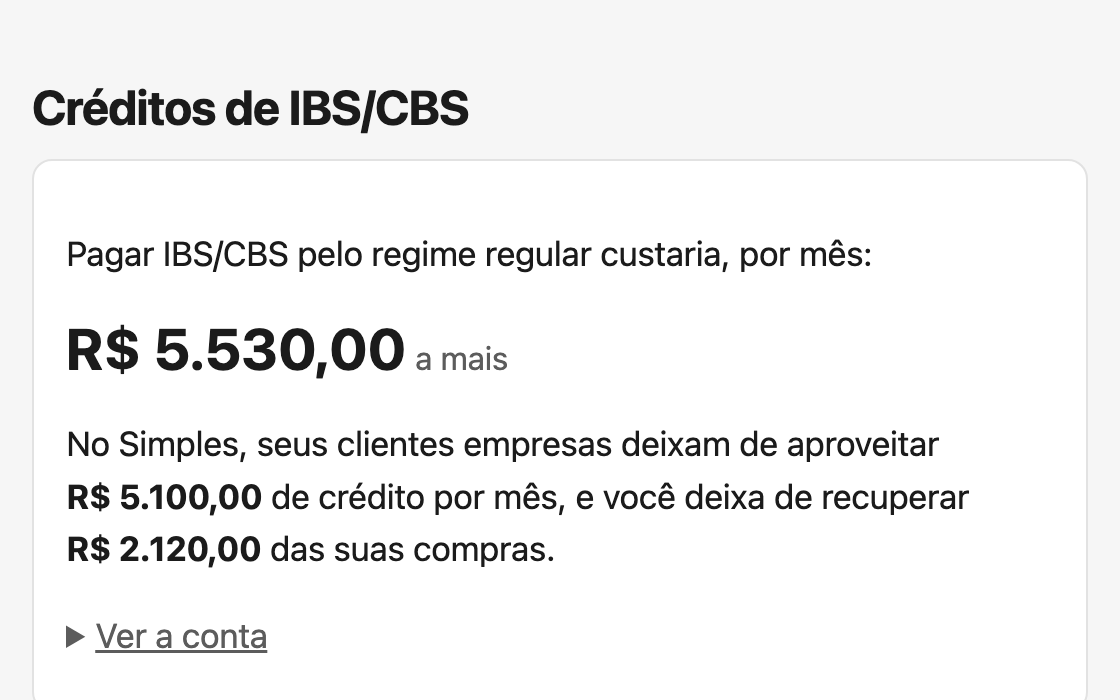 Créditos de IBS/CBS
Pagar IBS/CBS pelo regime regular custaria, por mês:
R$ 5.530,00 a mais
No Simples, seus clientes empresas deixam de aproveitar
R$ 5.100,00 de crédito por mês, e você deixa de recuperar
R$ 2.120,00 das suas compras.
▶ Ver a conta